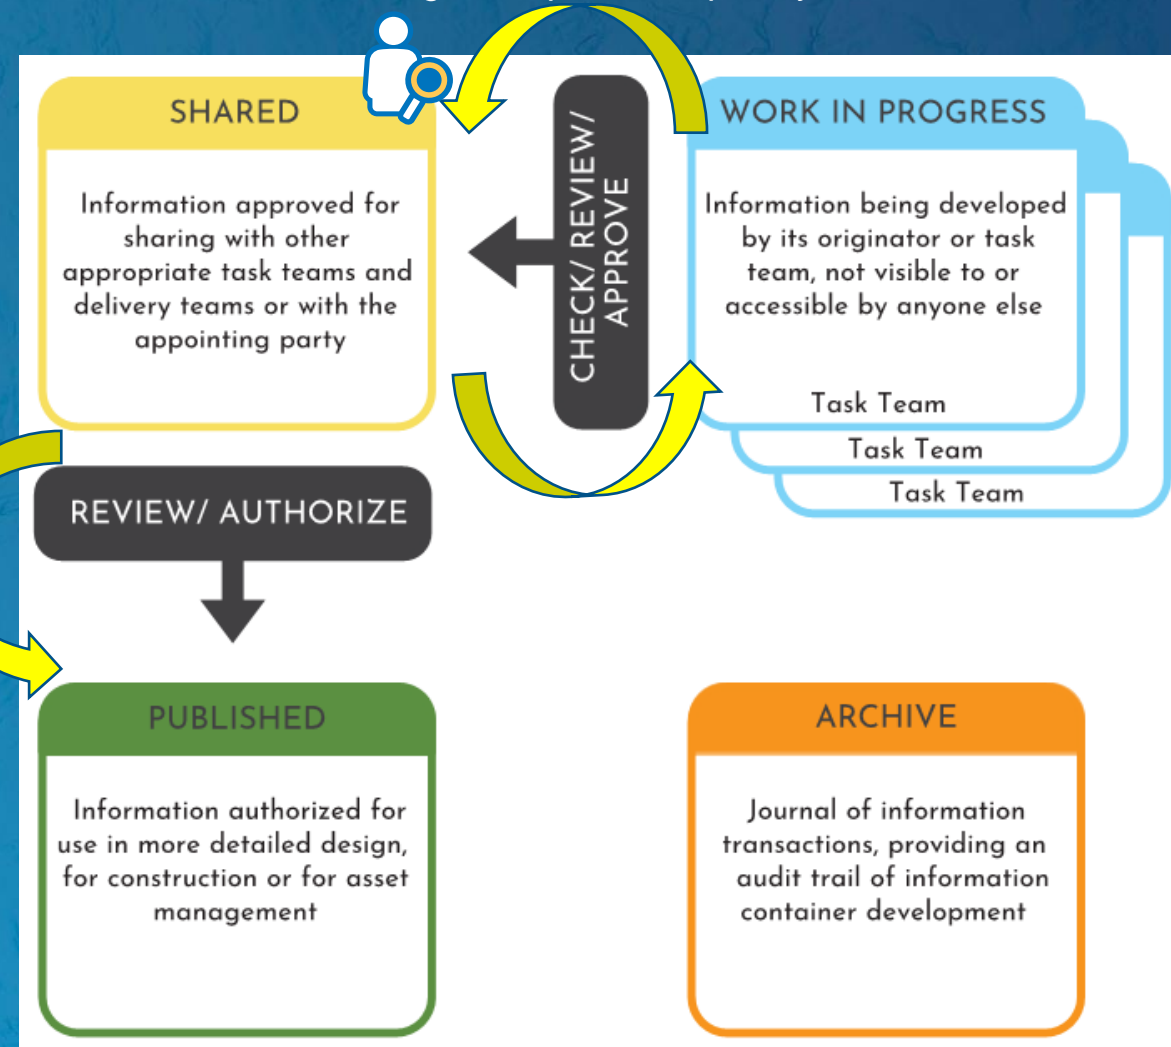 SHARED
Information approved for
sharing with other
appropriate task teams and
delivery teams or with the
appointing party
CHECK/ REVIEW/
APPROVE
WORK IN PROGRESS
Information being developed
by its originator or task
team, not visible to or
accessible by anyone else
Task Team
Task Team
Task Team
REVIEW/ AUTHORIZE
PUBLISHED
Information authorized for
use in more detailed design,
for construction or for asset
management
ARCHIVE
Journal of information
transactions, providing an
audit trail of information
container development